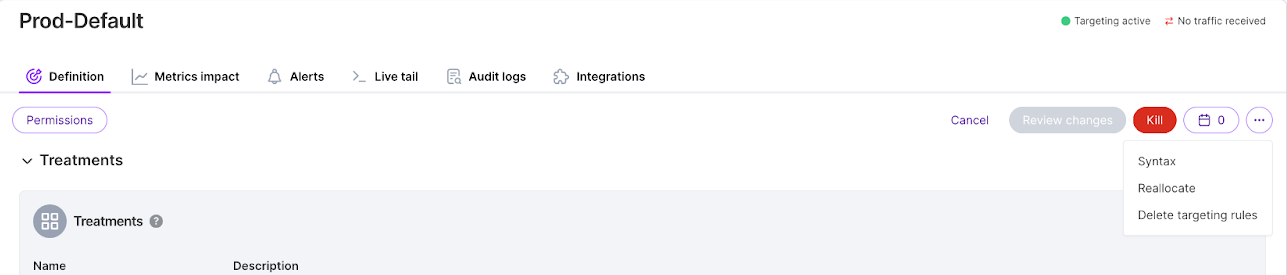 Prod-Default
Targeting active
No traffic received
Definition
Metrics impact
Alerts
Live tail
Audit logs
Integrations
Permissions
Cancel
Review changes
Kill
0
Treatments
Syntax
Reallocate
Delete targeting rules
Treatments ?
Name
Description